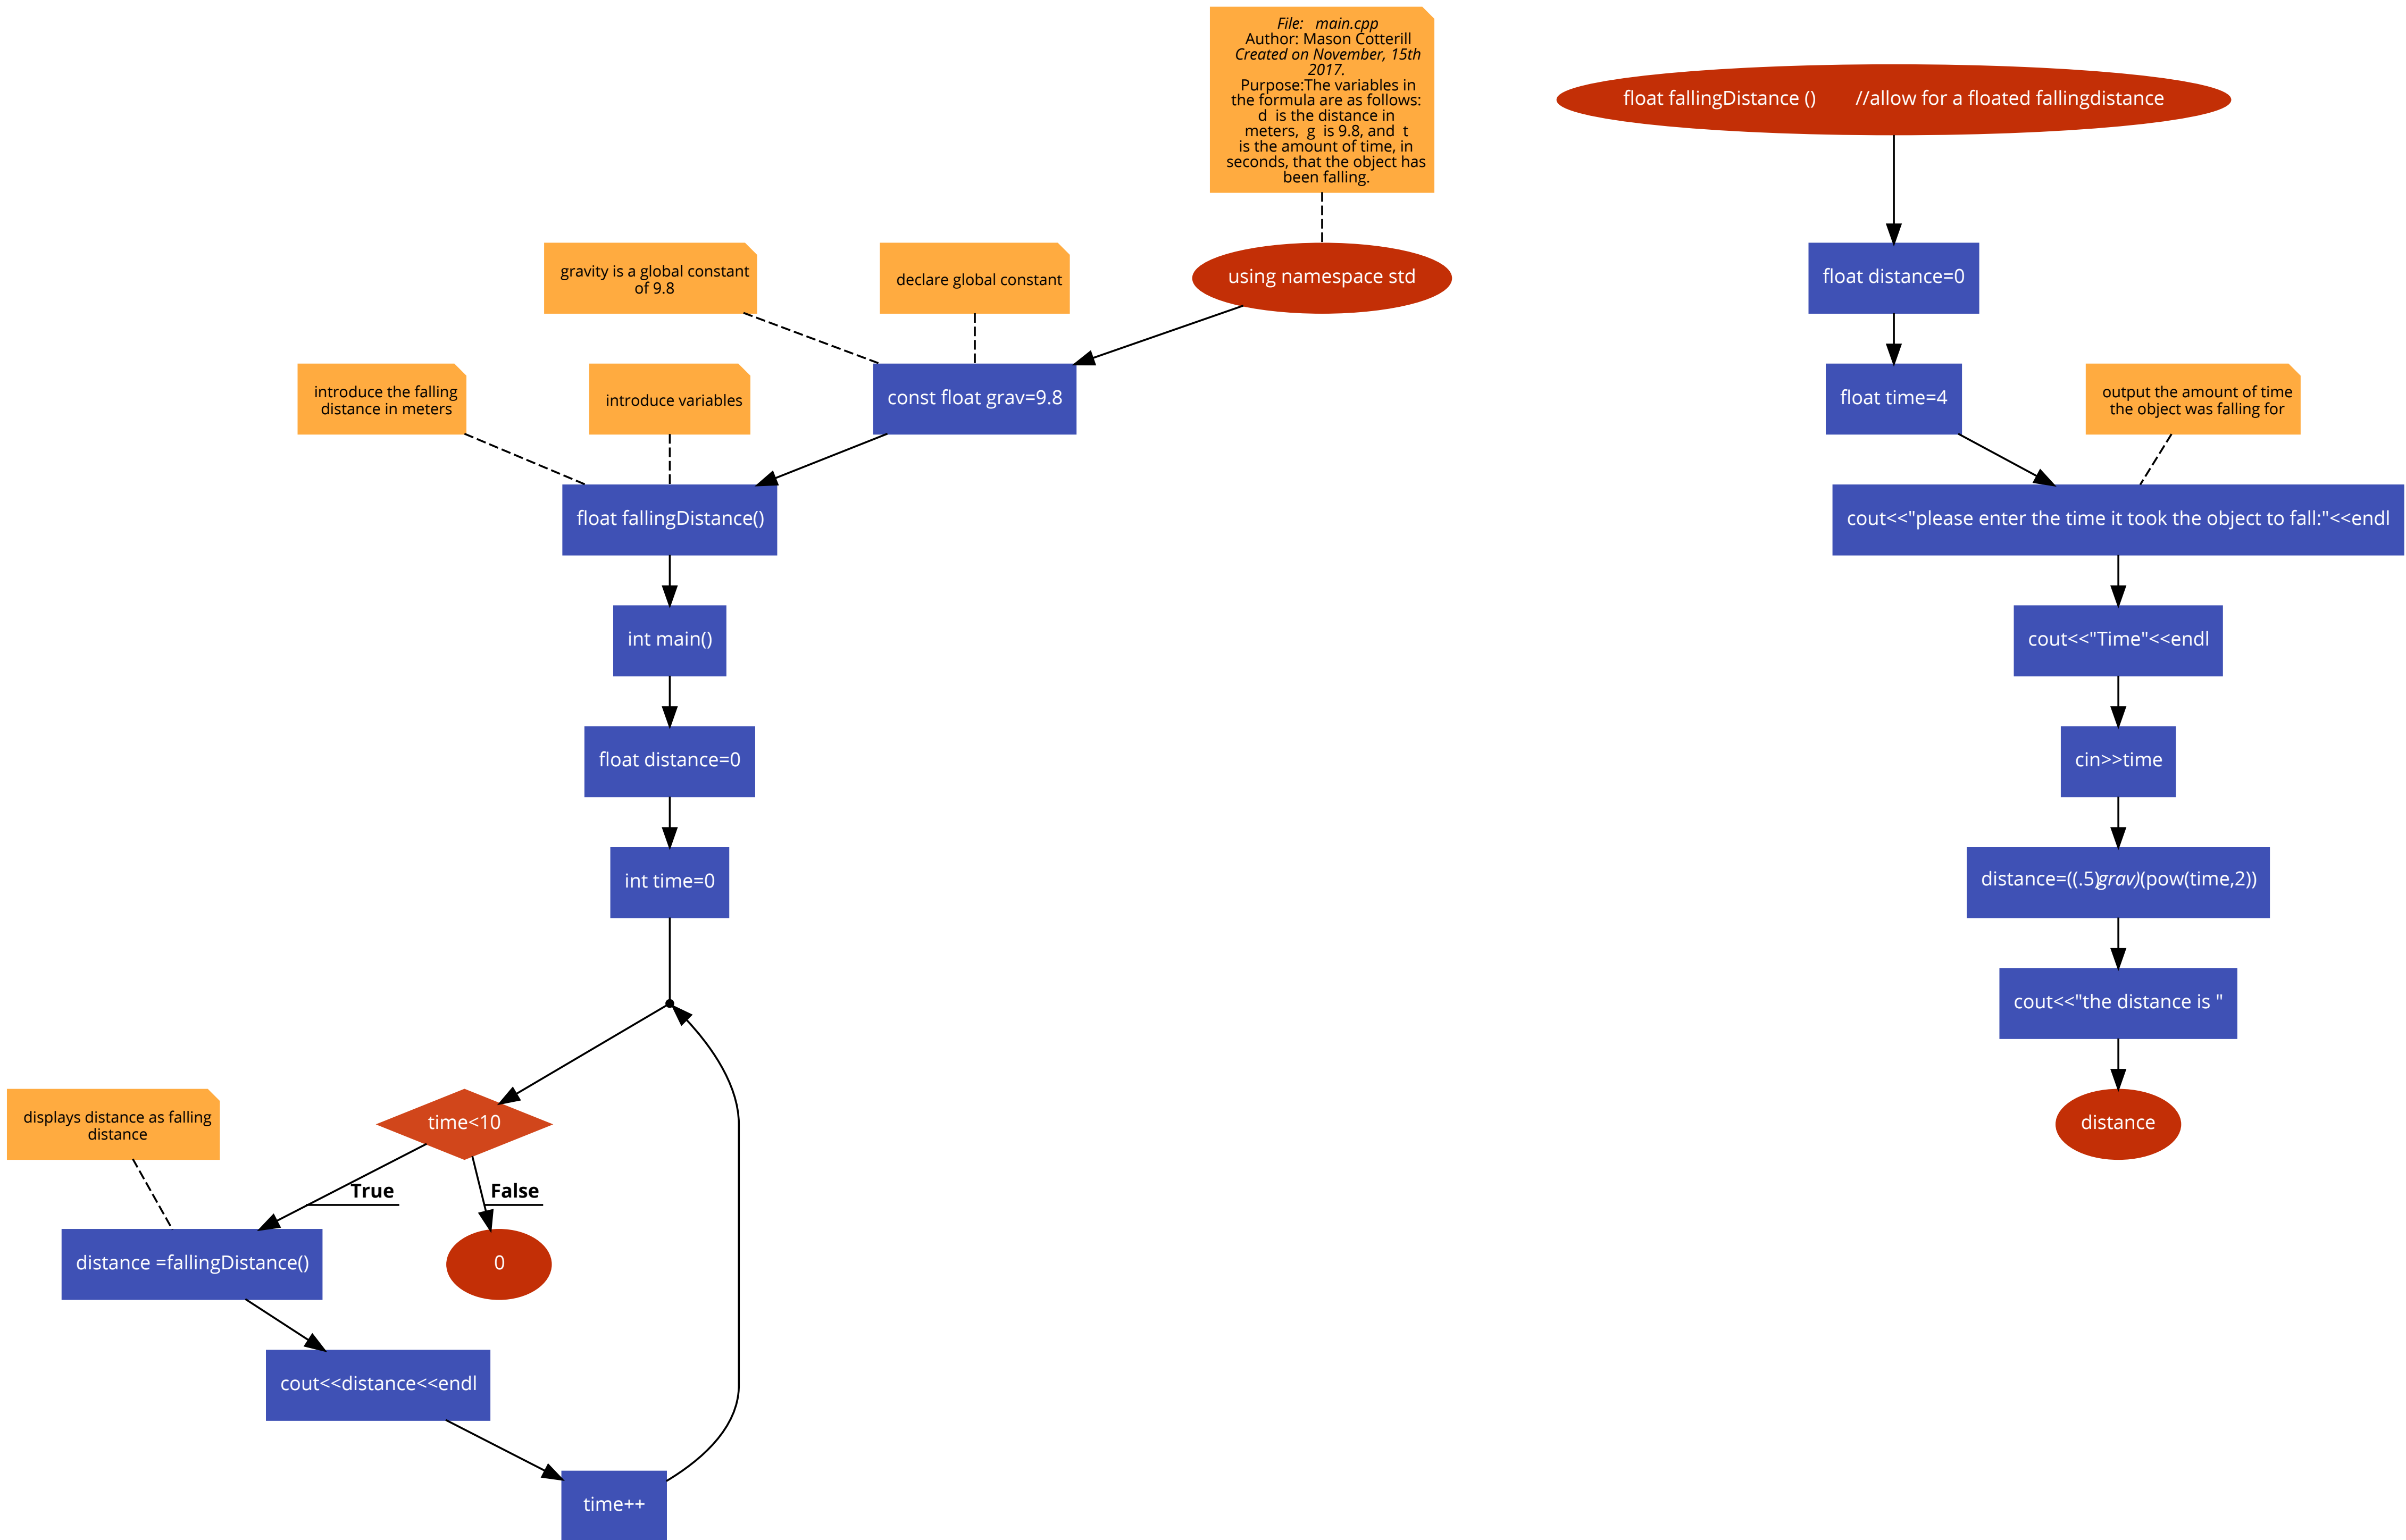 File:   main.cpp
Author: Mason Cotterill
Created on November, 15th
2017.
Purpose:The variables in
the formula are as follows:
d  is the distance in
meters,  g  is 9.8, and  t
is the amount of time, in
seconds, that the object has
been falling.
using namespace std
declare global constant
gravity is a global constant
of 9.8
const float grav=9.8
introduce variables
introduce the falling
distance in meters
float fallingDistance()
int main()
float distance=0
int time=0
time<10
True
False
displays distance as falling
distance
distance =fallingDistance()
0
cout<<distance<<endl
time++
float fallingDistance ()        //allow for a floated fallingdistance
float distance=0
float time=4
output the amount of time
the object was falling for
cout<<"please enter the time it took the object to fall:"<<endl
cout<<"Time"<<endl
cin>>time
distance=((.5)grav)(pow(time,2))
cout<<"the distance is "
distance